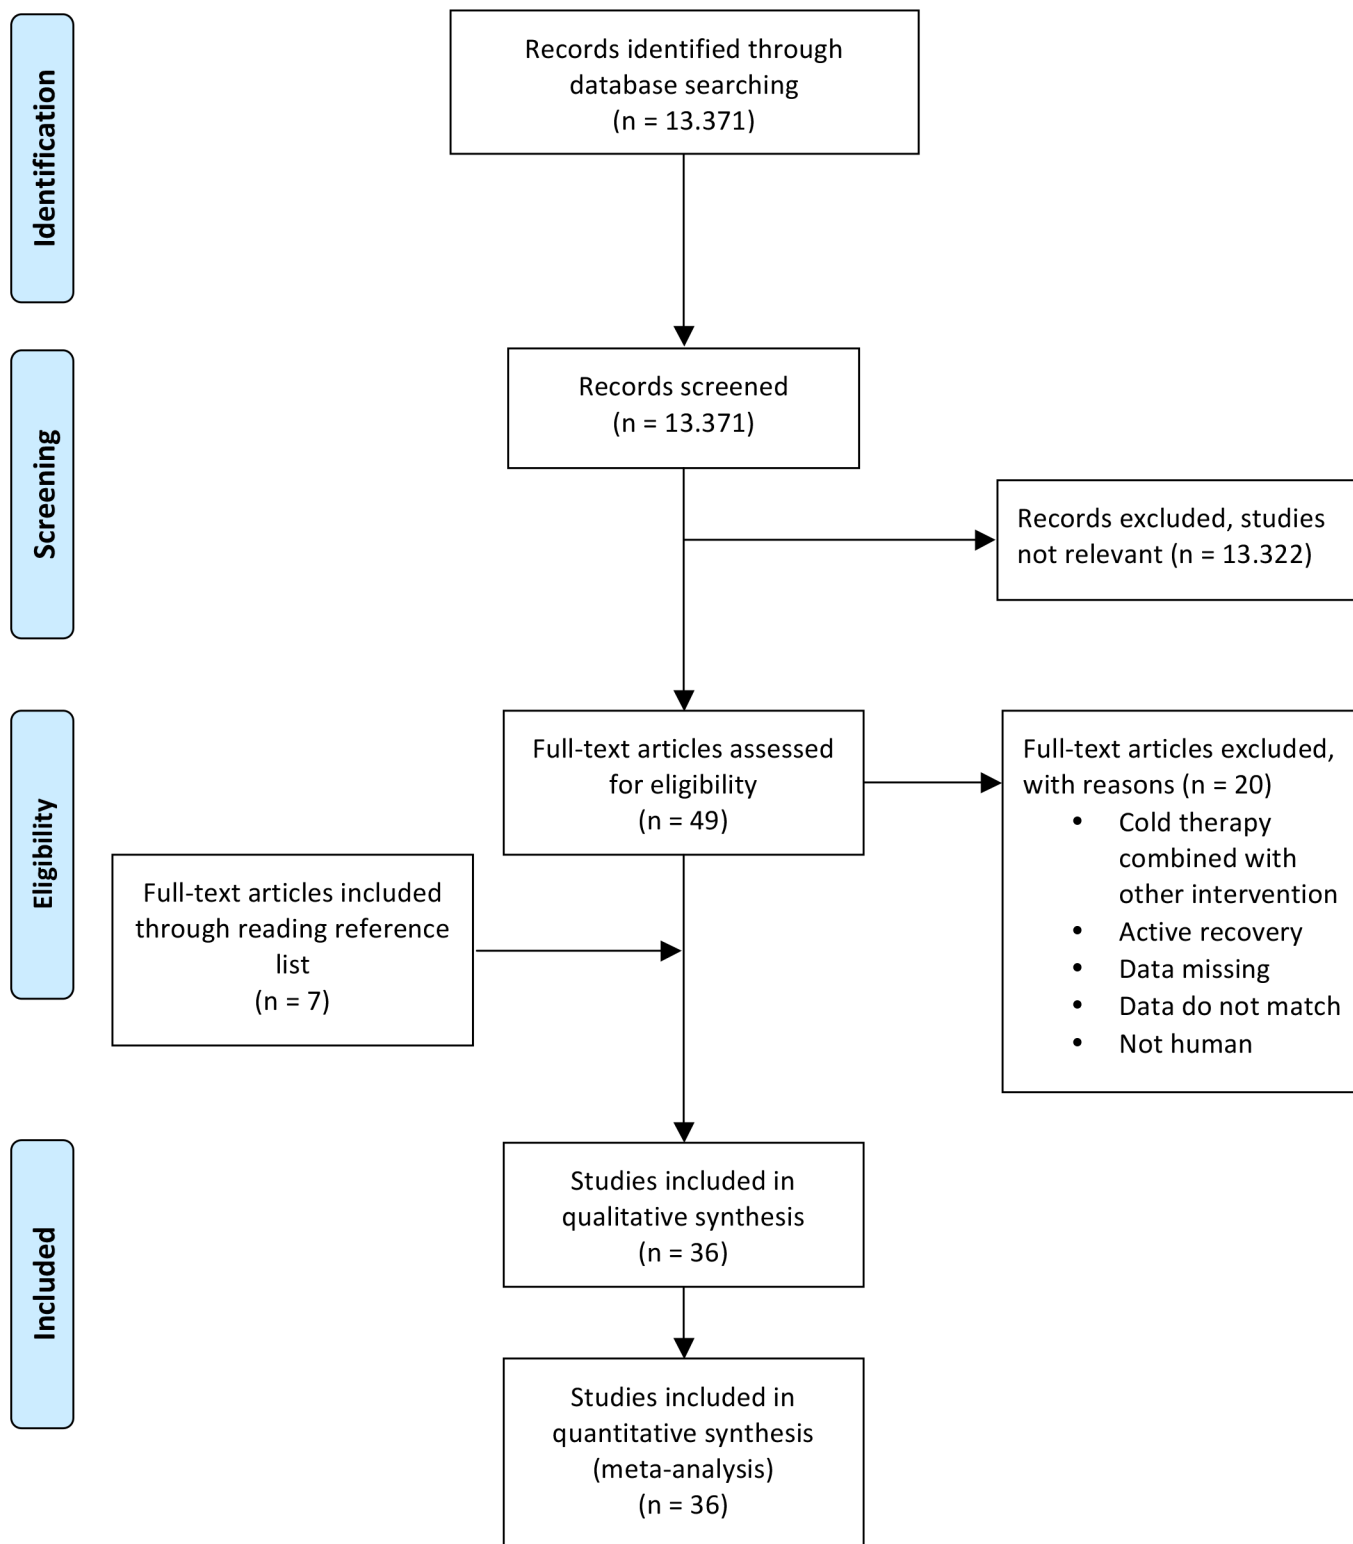 Identification
Records identified through
database searching
(n = 13.371)
Screening
Records screened
(n = 13.371)
Records excluded, studies
not relevant (n = 13.322)
Eligibility
Full-text articles assessed
for eligibility
(n = 49)
Full-text articles excluded,
with reasons (n = 20)
• Cold therapy
combined with
other intervention
• Active recovery
• Data missing
• Data do not match
• Not human
Full-text articles included
through reading reference
list
(n = 7)
Included
Studies included in
qualitative synthesis
(n = 36)
Studies included in
quantitative synthesis
(meta-analysis)
(n = 36)